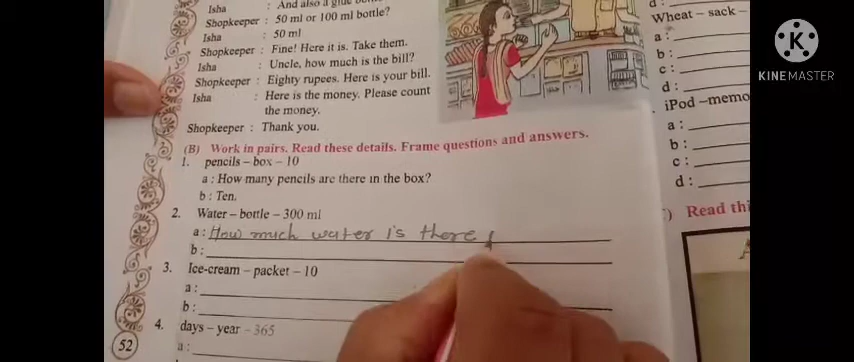 Isha : And also a glue
Shopkeeper : 50 ml or 100 ml bottle?
Isha : 50 ml
Shopkeeper : Fine! Here it is. Take them.
Isha : Uncle, how much is the bill?
Shopkeeper : Eighty rupees. Here is your bill.
Isha : Here is the money. Please count
the money.
Shopkeeper : Thank you.
(B) Work in pairs. Read these details. Frame questions and answers.
1. pencils – box – 10
a : How many pencils are there in the box?
b : Ten.
2. Water – bottle – 300 ml
a : How much water is there
b :
3. Ice-cream – packet – 10
a :
b :
4. days – year – 365
a :
52
d :
Wheat – sack –
a :
b :
c :
d :
iPod – memo
a :
b :
c :
d :
) Read thi
A
K
KINEMASTER